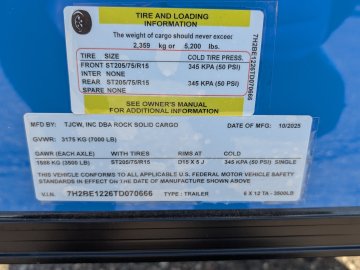 TIRE AND LOADING
INFORMATION
The weight of cargo should never exceed
2,359 kg or 5,200 lbs.
TIRE SIZE COLD TIRE PRESS.
FRONT ST205/75/R15 345 KPA (50 PSI)
INTER NONE
REAR ST205/75/R15 345 KPA (50 PSI)
SPARE NONE
SEE OWNER'S MANUAL
FOR ADDITIONAL INFORMATION
7H2BE1226TD070666
MFD BY: TJCW, INC DBA ROCK SOLID CARGO DATE OF MFG: 10/2025
GVWR: 3175 KG (7000 LB)
GAWR (EACH AXLE) WITH TIRES RIMS AT COLD
1588 KG (3500 LB) ST205/75/R15 D15 X 5 J 345 KPA (50 PSI) SINGLE
THIS VEHICLE CONFORMS TO ALL APPLICABLE U.S. FEDERAL MOTOR VEHICLE SAFETY
STANDARDS IN EFFECT ON THE DATE OF MANUFACTURE SHOWN ABOVE.
V.I.N. 7H2BE1226TD070666 TYPE : TRAILER 6 X 12 TA - 3500LB